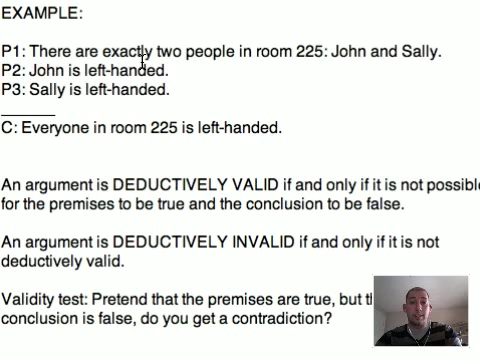 EXAMPLE:
P1: There are exactly two people in room 225: John and Sally.
P2: John is left-handed.
P3: Sally is left-handed.
C: Everyone in room 225 is left-handed.
An argument is DEDUCTIVELY VALID if and only if it is not possible
for the premises to be true and the conclusion to be false.
An argument is DEDUCTIVELY INVALID if and only if it is not
deductively valid.
Validity test: Pretend that the premises are true, but
conclusion is false, do you get a contradiction?